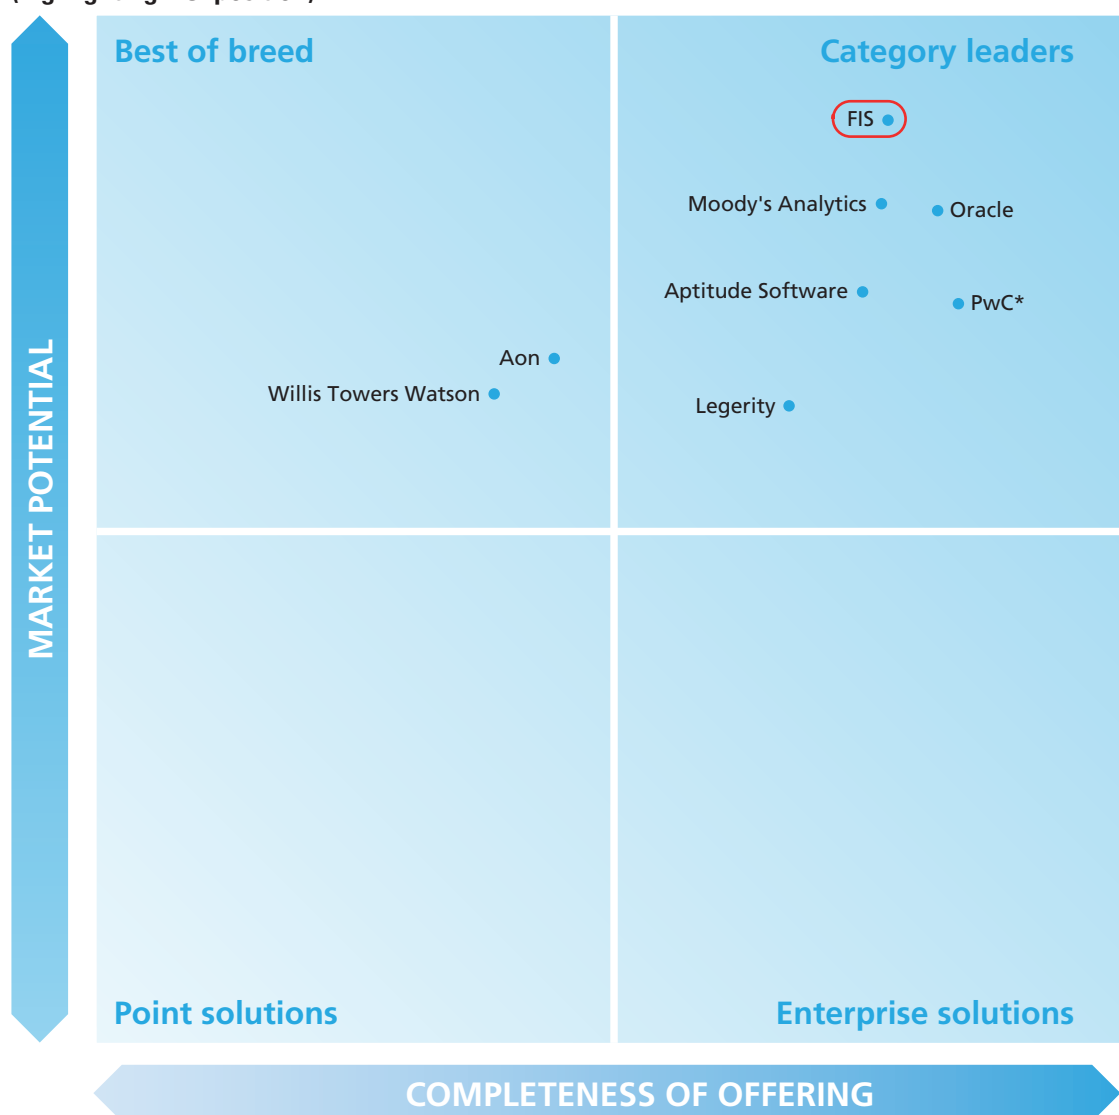 Best of breed
Category leaders
FIS
Moody's Analytics
Oracle
Aptitude Software
PwC*
Aon
Willis Towers Watson
Legerity
MARKET POTENTIAL
Point solutions
Enterprise solutions
COMPLETENESS OF OFFERING